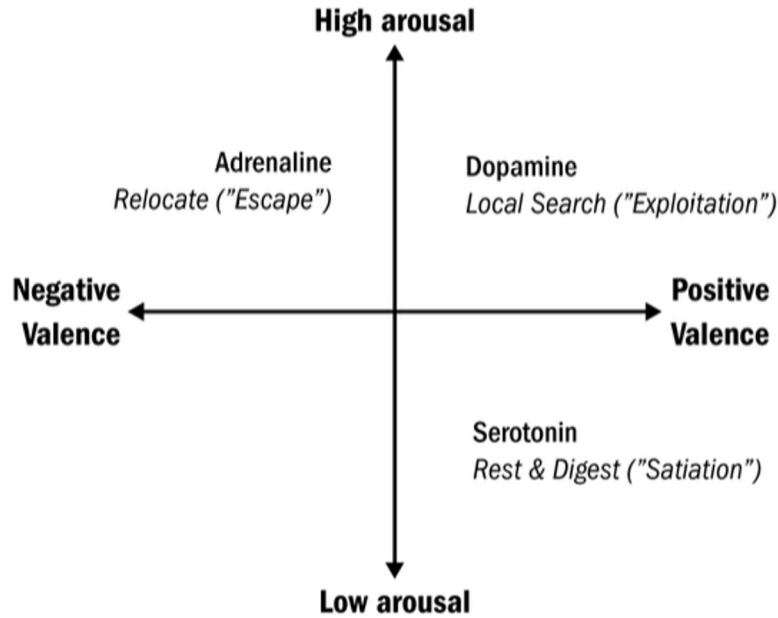 High arousal
Adrenaline
Relocate (”Escape”)
Dopamine
Local Search (”Exploitation”)
Negative
Valence
Positive
Valence
Serotonin
Rest & Digest (”Satiation”)
Low arousal